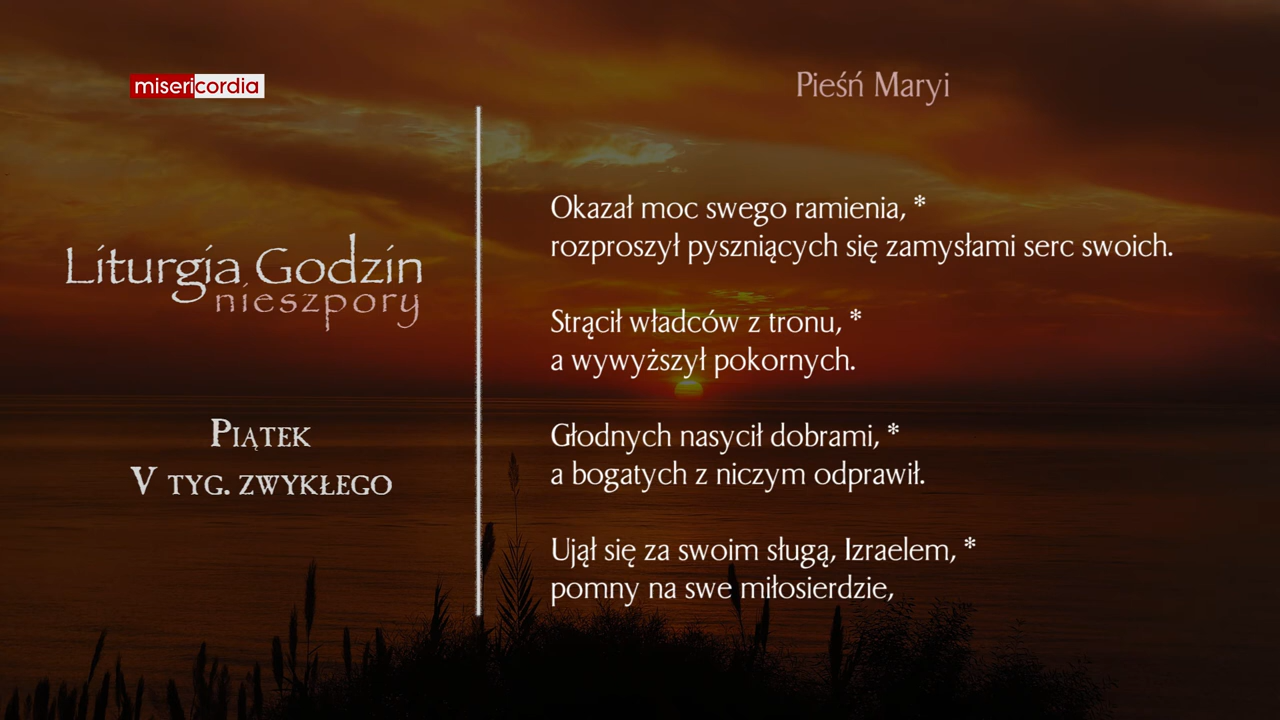 misericordia
Liturgia Godzin
nieszpory
Piątek
V tyg. zwykłego
Pieśń Maryi
Okazał moc swego ramienia, *
rozproszył pyszniących się zamysłami serc swoich.
Strącił władców z tronu, *
a wywyższył pokornych.
Głodnych nasycił dobrami, *
a bogatych z niczym odprawił.
Ujął się za swoim sługą, Izraelem, *
pomny na swe miłosierdzie,